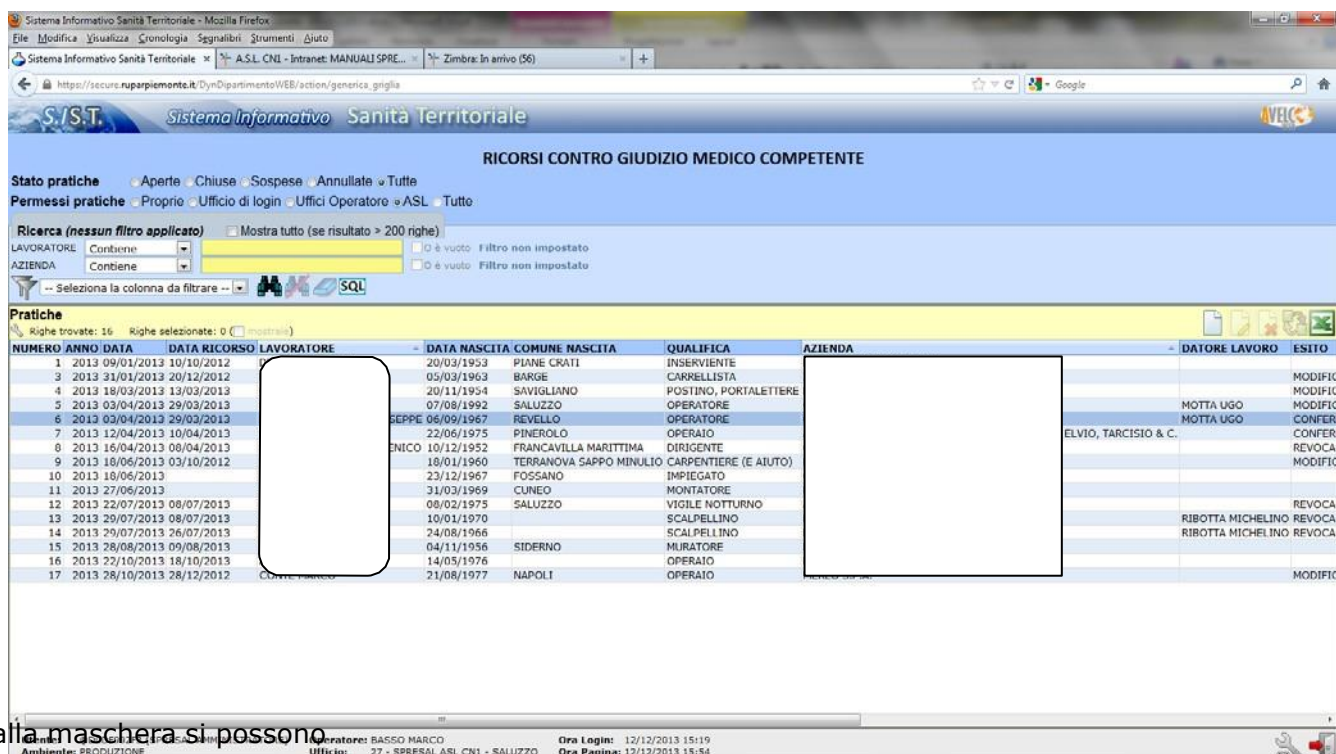 Sistema Informativo Sanità Territoriale - Mozilla Firefox
File Modifica Visualizza Cronologia Segnalibri Strumenti Aiuto
Sistema Informativo Sanità Territoriale × A.S.L. CN1 - Intranet: MANUALI SPRE... × Zimbra: In arrivo (56) × +
https://secure.ruparpiemonte.it/DynDipartimentoWEB/action/generica_griglia Google
S.I.S.T. Sistema Informativo Sanità Territoriale
RICORSI CONTRO GIUDIZIO MEDICO COMPETENTE
Stato pratiche Aperte Chiuse Sospese Annullate Tutte
Permessi pratiche Proprie Ufficio di login Uffici Operatore ASL Tutte
Ricerca (nessun filtro applicato) Mostra tutto (se risultato > 200 righe)
LAVORATORE Contiene O è vuoto Filtro non impostato
AZIENDA Contiene O è vuoto Filtro non impostato
-- Seleziona la colonna da filtrare -- SQL
Pratiche
Righe trovate: 16 Righe selezionate: 0 ( mostrale)
NUMERO ANNO DATA DATA RICORSO LAVORATORE DATA NASCITA COMUNE NASCITA QUALIFICA AZIENDA DATORE LAVORO ESITO
1 2013 09/01/2013 10/10/2012 20/03/1953 PIANE CRATI INSERVIENTE
3 2013 31/01/2013 20/12/2012 05/03/1963 BARGE CARRELLISTA MODIFIC
4 2013 18/03/2013 13/03/2013 20/11/1954 SAVIGLIANO POSTINO, PORTALETTERE MODIFIC
5 2013 03/04/2013 29/03/2013 07/08/1992 SALUZZO OPERATORE MOTTA UGO MODIFIC
6 2013 03/04/2013 29/03/2013 SEPPE 06/09/1967 REVELLO OPERATORE MOTTA UGO CONFER
7 2013 12/04/2013 10/04/2013 22/06/1975 PINEROLO OPERAIO ELVIO, TARCISIO & C. CONFER
8 2013 16/04/2013 08/04/2013 ENICO 10/12/1952 FRANCAVILLA MARITTIMA DIRIGENTE REVOCA
9 2013 18/06/2013 03/10/2012 18/01/1960 TERRANOVA SAPPO MINULIO CARPENTIERE (E AIUTO) MODIFIC
10 2013 18/06/2013 23/12/1967 FOSSANO IMPIEGATO
11 2013 27/06/2013 31/03/1969 CUNEO MONTATORE
12 2013 22/07/2013 08/07/2013 08/02/1975 SALUZZO VIGILE NOTTURNO REVOCA
13 2013 29/07/2013 08/07/2013 10/01/1970 SCALPELLINO RIBOTTA MICHELINO REVOCA
14 2013 29/07/2013 26/07/2013 24/08/1966 SCALPELLINO RIBOTTA MICHELINO REVOCA
15 2013 28/08/2013 09/08/2013 04/11/1956 SIDERNO MURATORE
16 2013 22/10/2013 18/10/2013 14/05/1976 OPERAIO
17 2013 28/10/2013 28/12/2012 21/08/1977 NAPOLI OPERAIO MODIFIC
alla maschera si possono
Operatore: BASSO MARCO Ora Login: 12/12/2013 15:19
Ambiente: PRODUZIONE Ufficio: 27 - SPRESAL ASL CN1 - SALUZZO Ora Pagina: 12/12/2013 15:54